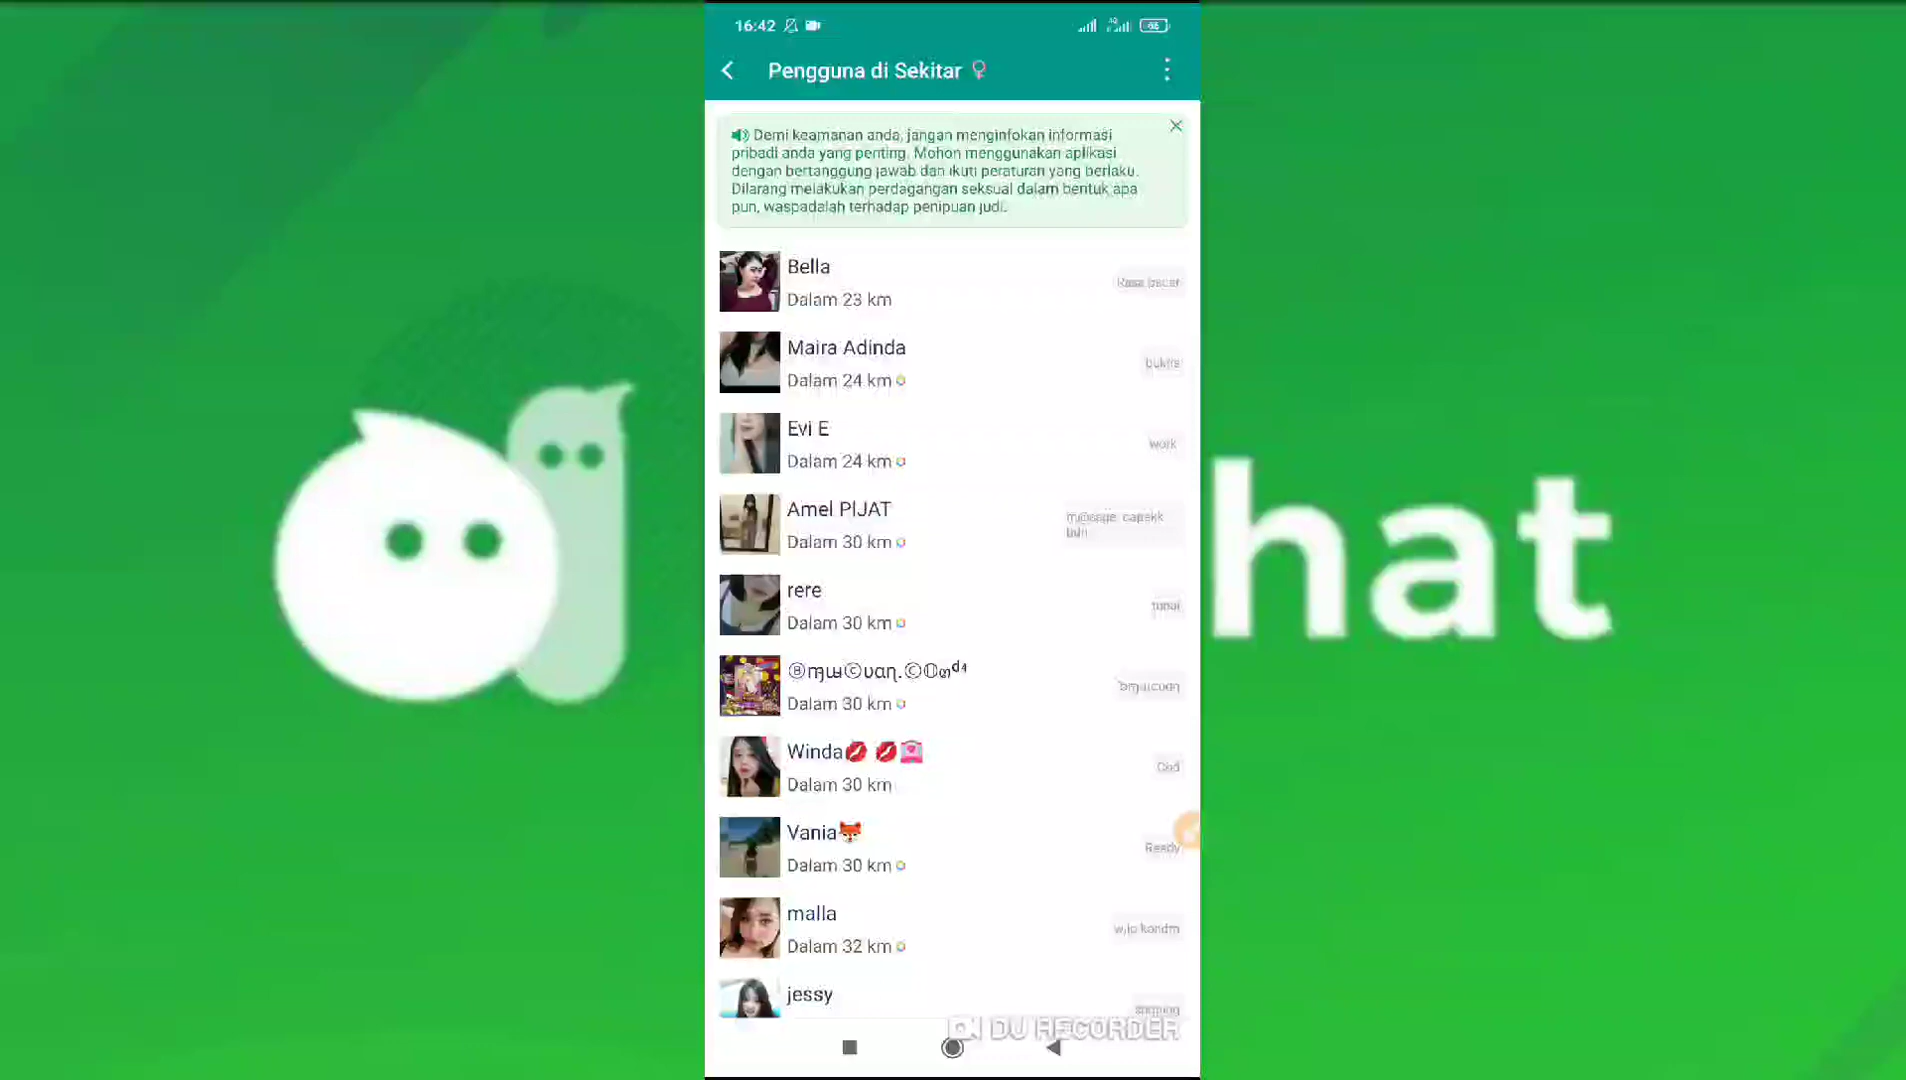 16:42
4G
Pengguna di Sekitar
Demi keamanan anda, jangan menginfokan informasi
pribadi anda yang penting. Mohon menggunakan aplikasi
dengan bertanggung jawab dan ikuti peraturan yang berlaku.
Dilarang melakukan perdagangan seksual dalam bentuk apa
pun, waspadalah terhadap penipuan judi.
Bella
Dalam 23 km
Maira Adinda
Dalam 24 km
Evi E
work
Dalam 24 km
Amel PIJAT
Dalam 30 km
rere
Dalam 30 km
Dalam 30 km
Winda💋 💋🏩
Dalam 30 km
Vania🦊
Ready
Dalam 30 km
malla
Dalam 32 km
jessy
DU RECORDER
hat